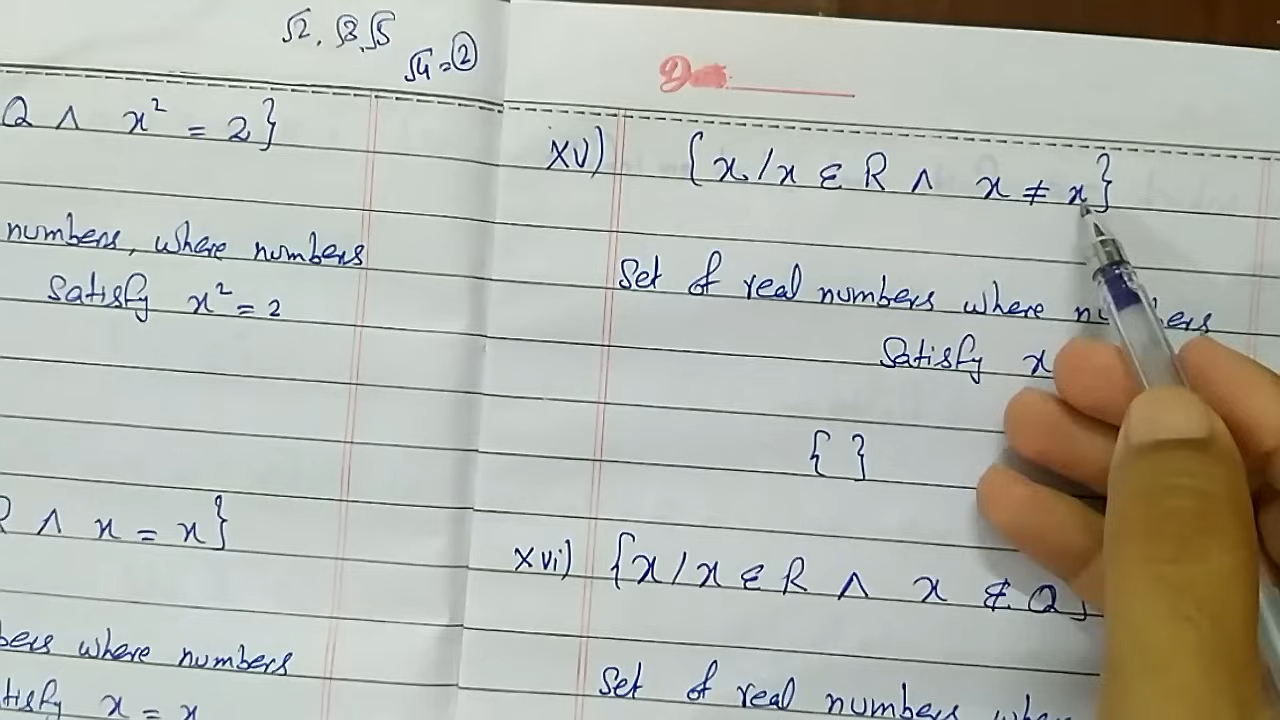 √2, √3, √5
√4 = 2
Q ∧ x² = 2}
numbers, where numbers
Satisfy x² = 2
R ∧ x = x}
where numbers
x = x
xv) {x / x ∈ R ∧ x ≠ x}
Set of real numbers where
Satisfy x
{ }
xvi) {x / x ∈ R ∧ x ∉ Q
Set of real numbers